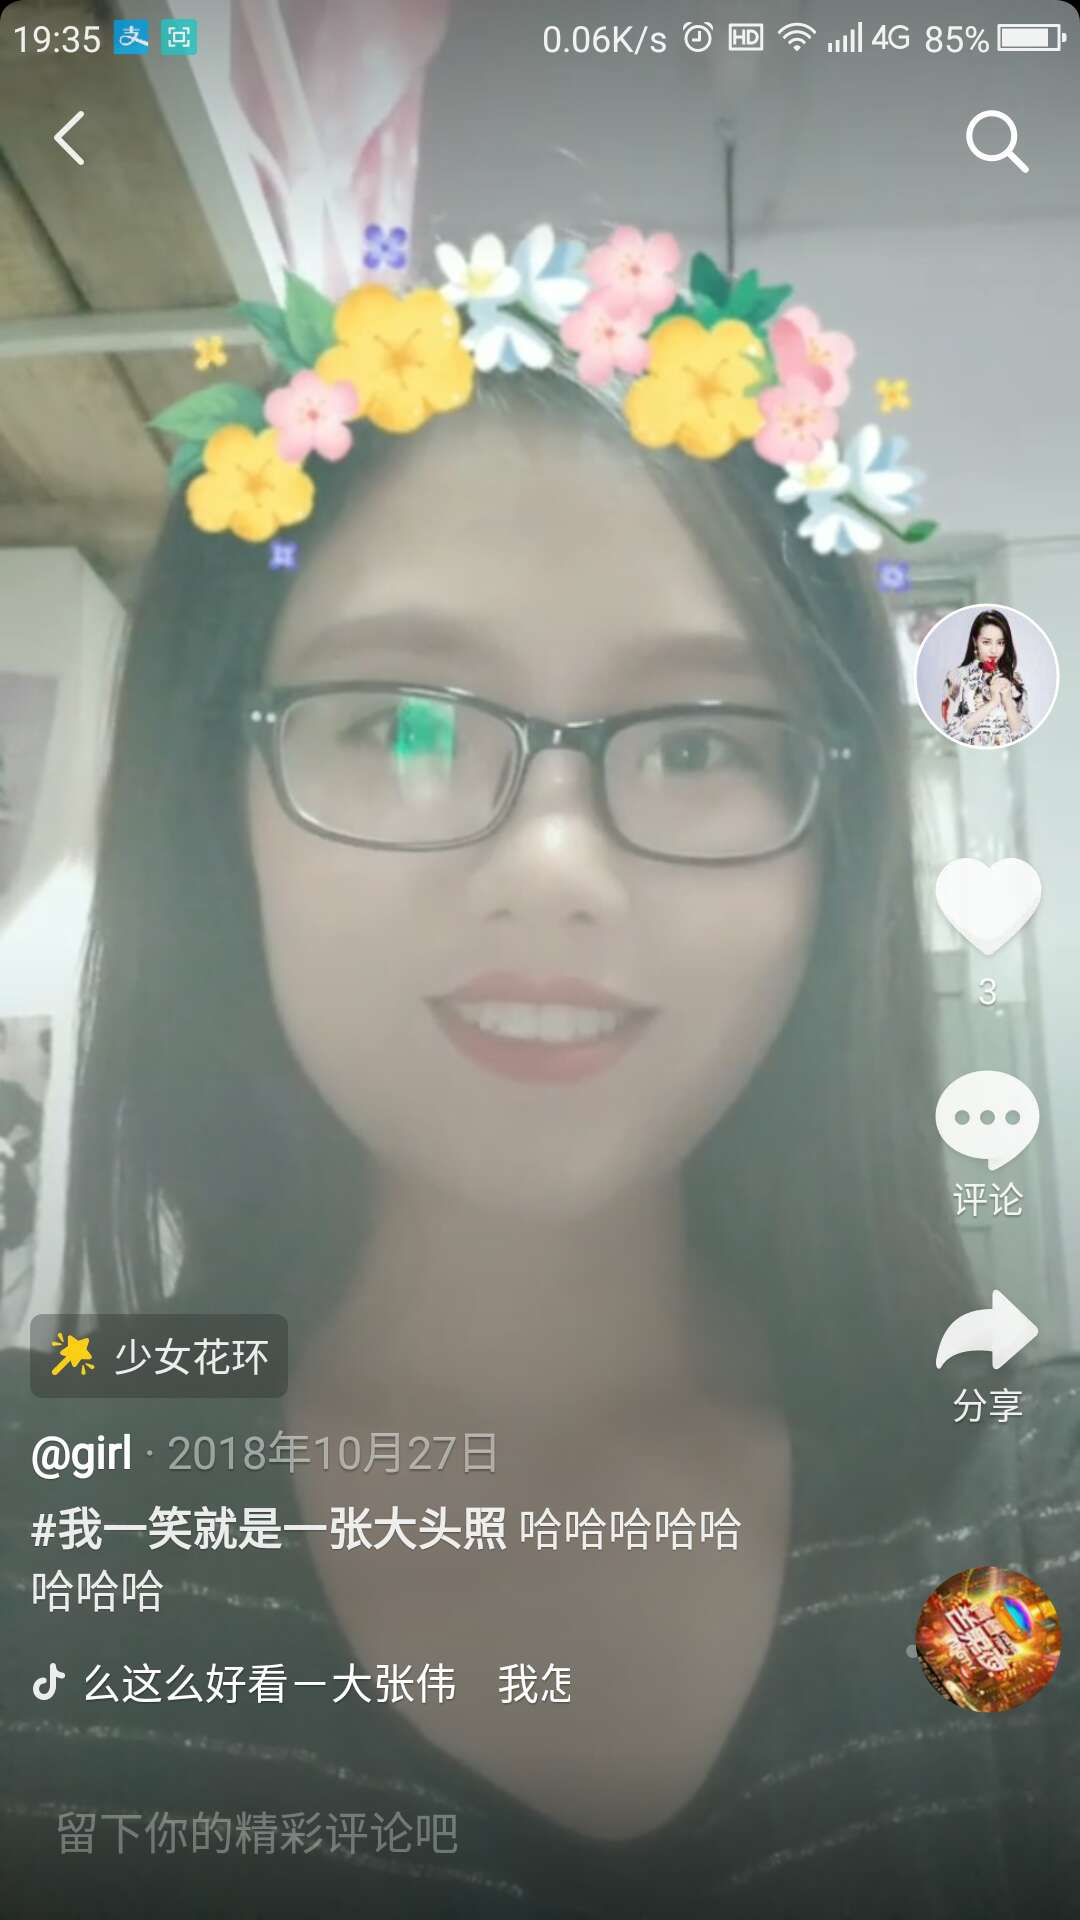 19:35 支 0.06K/s HD 4G 85%
3
评论
分享
少女花环
@girl · 2018年10月27日
#我一笑就是一张大头照 哈哈哈哈哈
哈哈哈
么这么好看－大张伟 我怎
留下你的精彩评论吧